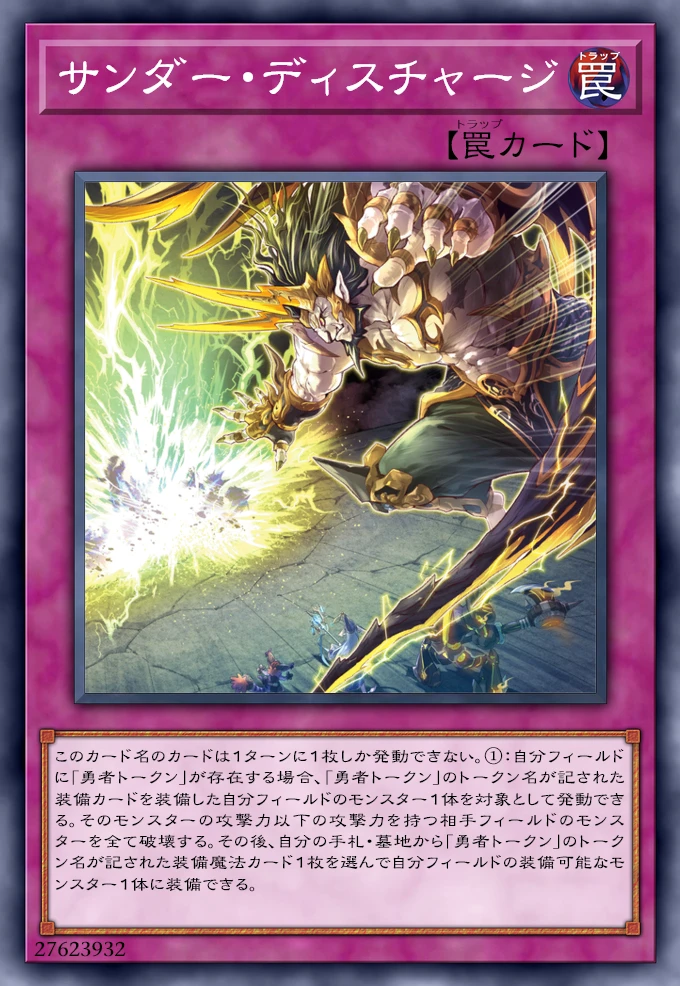 サンダー・ディスチャージ
トラップ
罠
トラップ
【罠カード】
このカード名のカードは1ターンに1枚しか発動できない。①:自分フィールド
に「勇者トークン」が存在する場合、「勇者トークン」のトークン名が記された
装備カードを装備した自分フィールドのモンスター1体を対象として発動でき
る。そのモンスターの攻撃力以下の攻撃力を持つ相手フィールドのモンス
ターを全て破壊する。その後、自分の手札・墓地から「勇者トークン」のトーク
ン名が記された装備魔法カード1枚を選んで自分フィールドの装備可能なモ
ンスター1体に装備できる。
27623932